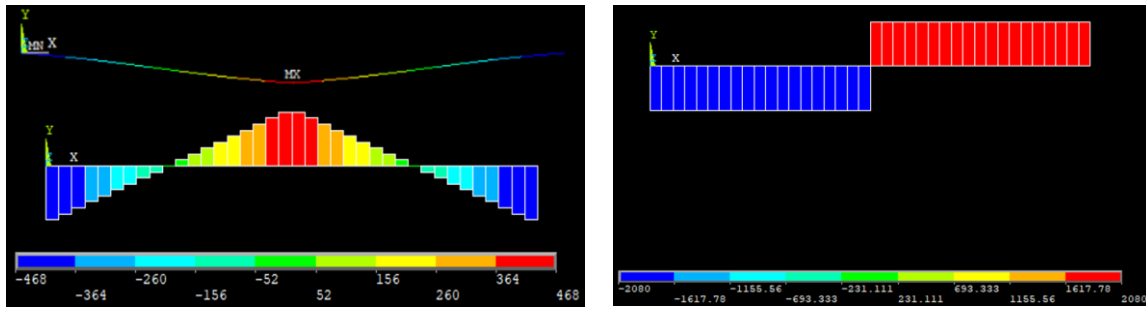 Y
MN X
MX
Y
X
-468 -260 -52 156 364
-364 -156 52 260 468
Y
X
-2080 -1155.56 -231.111 693.333 1617.78
-1617.78 -693.333 231.111 1155.56 2080